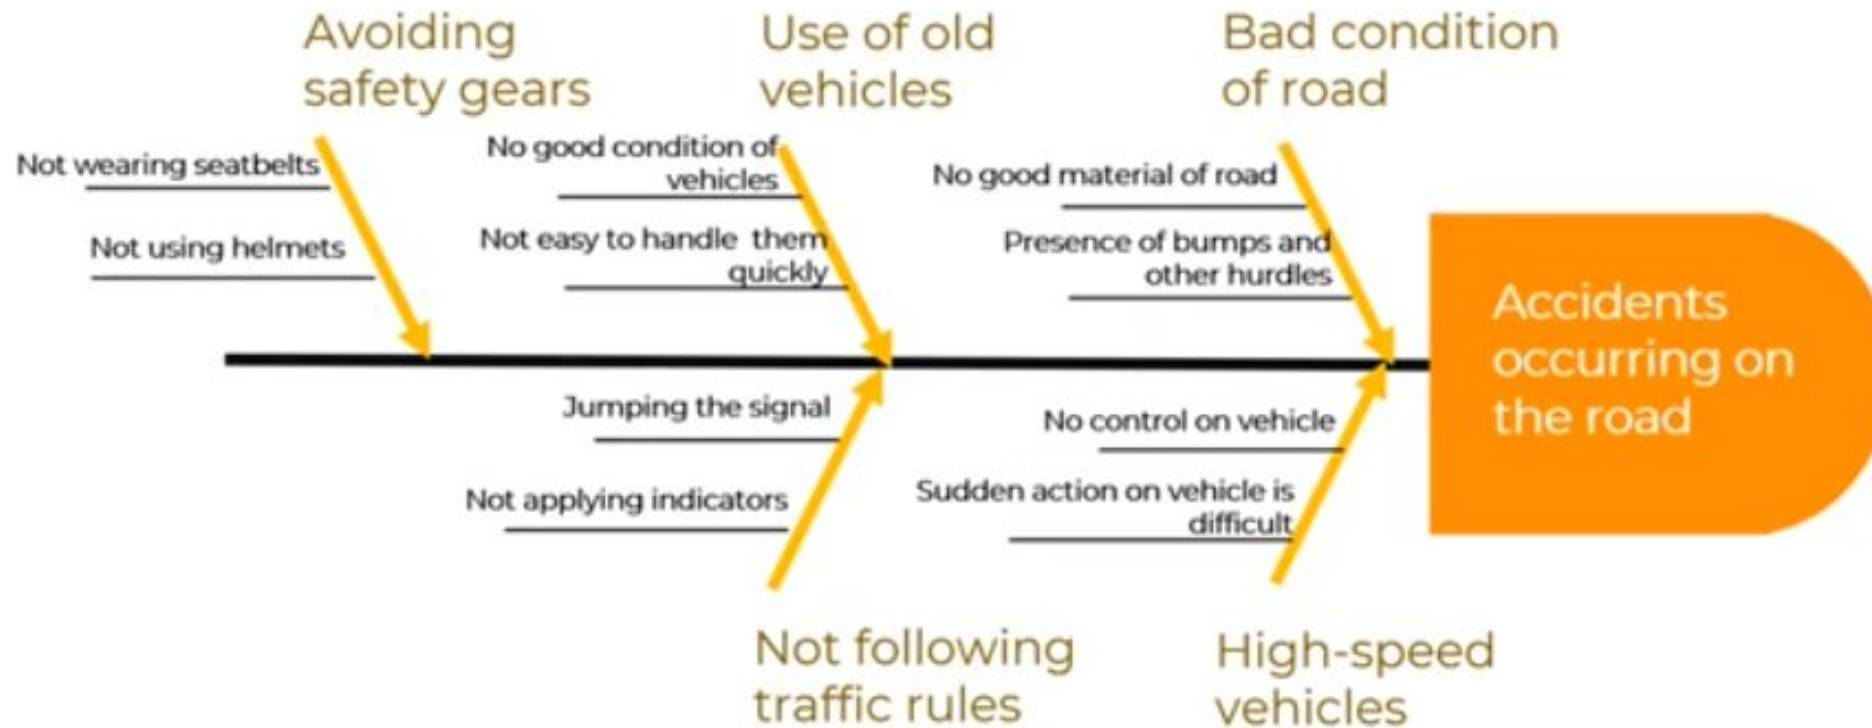 Avoiding
safety gears
Use of old
vehicles
Bad condition
of road
Not wearing seatbelts
Not using helmets
No good condition of
vehicles
Not easy to handle them
quickly
No good material of road
Presence of bumps and
other hurdles
Accidents
occurring on
the road
Jumping the signal
Not applying indicators
No control on vehicle
Sudden action on vehicle is
difficult
Not following
traffic rules
High-speed
vehicles